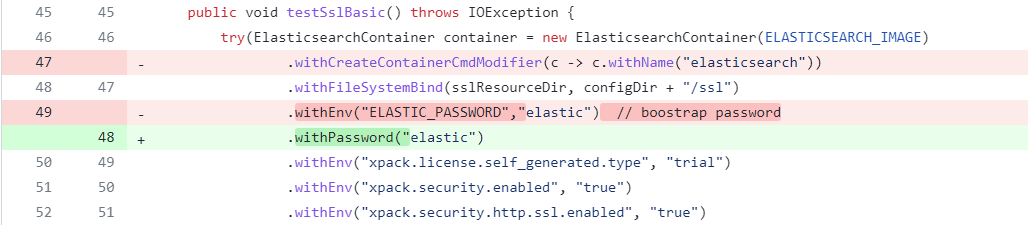 45 45 public void testSslBasic() throws IOException {
46 46 try(ElasticsearchContainer container = new ElasticsearchContainer(ELASTICSEARCH_IMAGE)
47 - .withCreateContainerCmdModifier(c -> c.withName("elasticsearch"))
48 47 .withFileSystemBind(sslResourceDir, configDir + "/ssl")
49 - .withEnv("ELASTIC_PASSWORD","elastic") // boostrap password
48 + .withPassword("elastic")
50 49 .withEnv("xpack.license.self_generated.type", "trial")
51 50 .withEnv("xpack.security.enabled", "true")
52 51 .withEnv("xpack.security.http.ssl.enabled", "true")